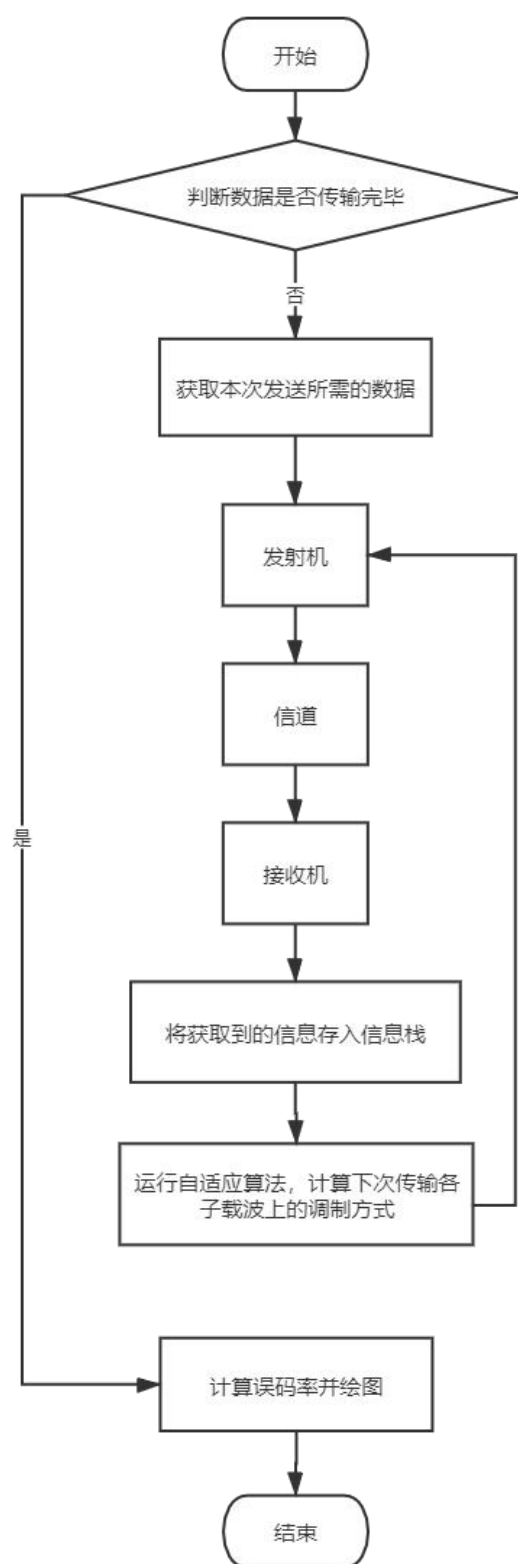 开始
判断数据是否传输完毕
否
获取本次发送所需的数据
发射机
信道
是
接收机
将获取到的信息存入信息栈
运行自适应算法，计算下次传输各
子载波上的调制方式
计算误码率并绘图
结束